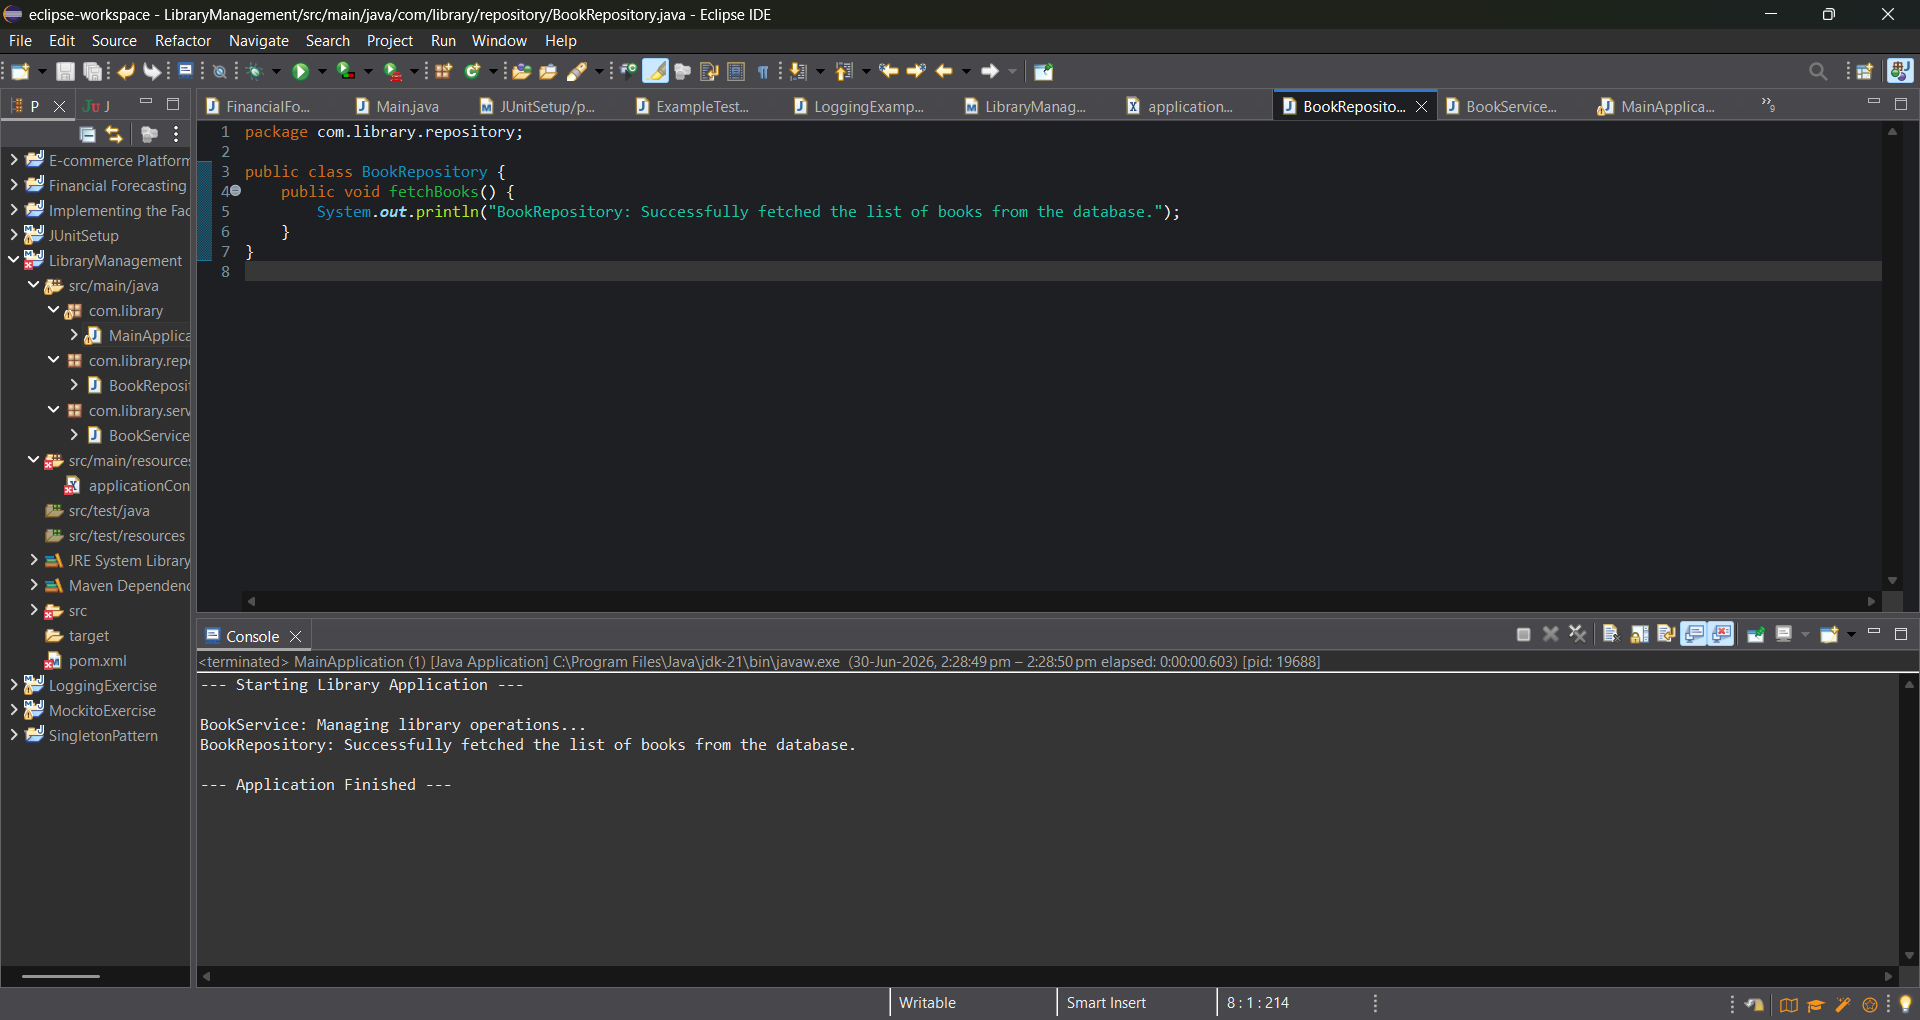 eclipse-workspace - LibraryManagement/src/main/java/com/library/repository/BookRepository.java - Eclipse IDE
File Edit Source Refactor Navigate Search Project Run Window Help
P JU J
FinancialFo... Main.java JUnitSetup/p... ExampleTest... LoggingExamp... LibraryManag... application... BookReposito... BookService... MainApplica... »9
E-commerce Platform
Financial Forecasting
Implementing the Fac
JUnitSetup
LibraryManagement
src/main/java
com.library
MainApplica
com.library.rep
BookReposit
com.library.serv
BookService
src/main/resources
applicationCon
src/test/java
src/test/resources
JRE System Library
Maven Dependenc
src
target
pom.xml
LoggingExercise
MockitoExercise
SingletonPattern
1 package com.library.repository;
2
3 public class BookRepository {
4 public void fetchBooks() {
5 System.out.println("BookRepository: Successfully fetched the list of books from the database.");
6 }
7 }
8
Console
<terminated> MainApplication (1) [Java Application] C:\Program Files\Java\jdk-21\bin\javaw.exe (30-Jun-2026, 2:28:49 pm – 2:28:50 pm elapsed: 0:00:00.603) [pid: 19688]
--- Starting Library Application ---
BookService: Managing library operations...
BookRepository: Successfully fetched the list of books from the database.
--- Application Finished ---
Writable Smart Insert 8 : 1 : 214